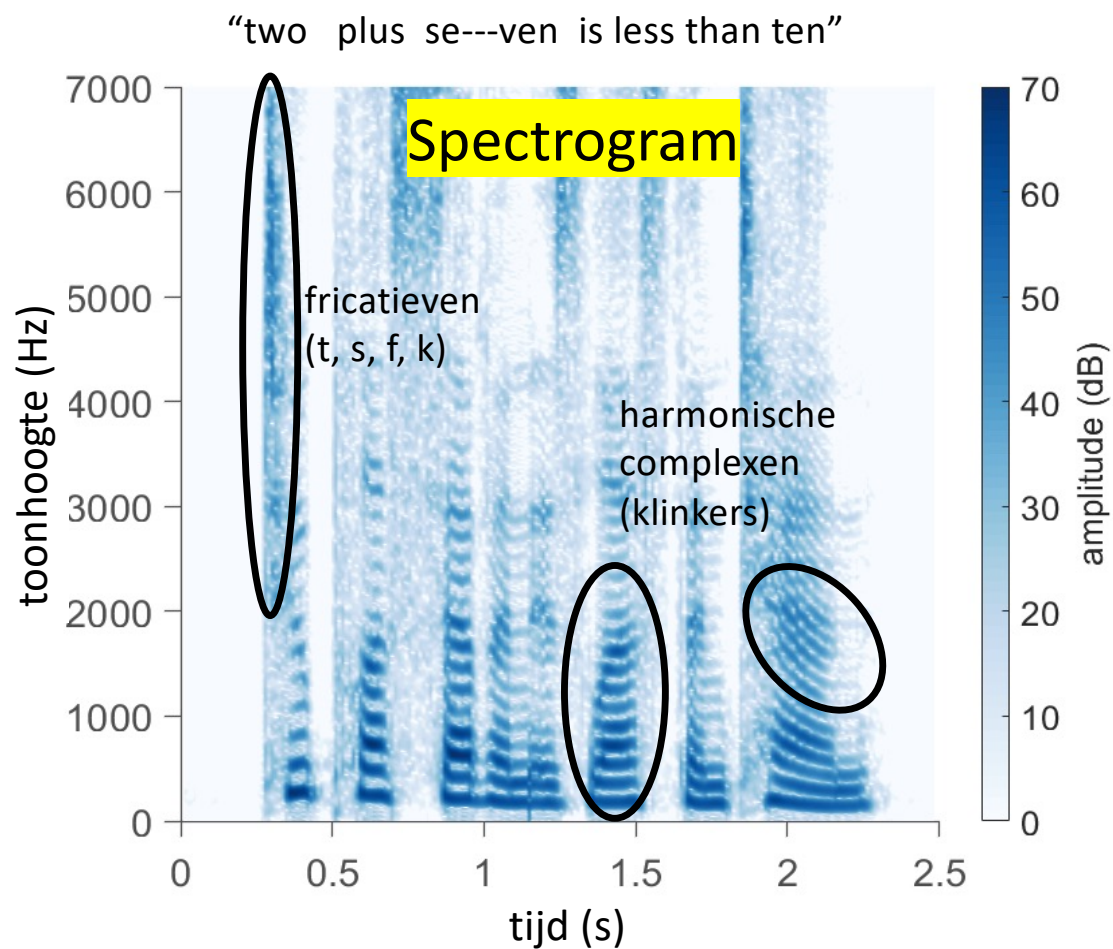 “two plus se---ven is less than ten”
Spectrogram
7000
6000
5000
4000
3000
2000
1000
0
toonhoogte (Hz)
fricatieven
(t, s, f, k)
harmonische
complexen
(klinkers)
0
0.5
1
1.5
2
2.5
tijd (s)
70
60
50
40
30
20
10
0
amplitude (dB)